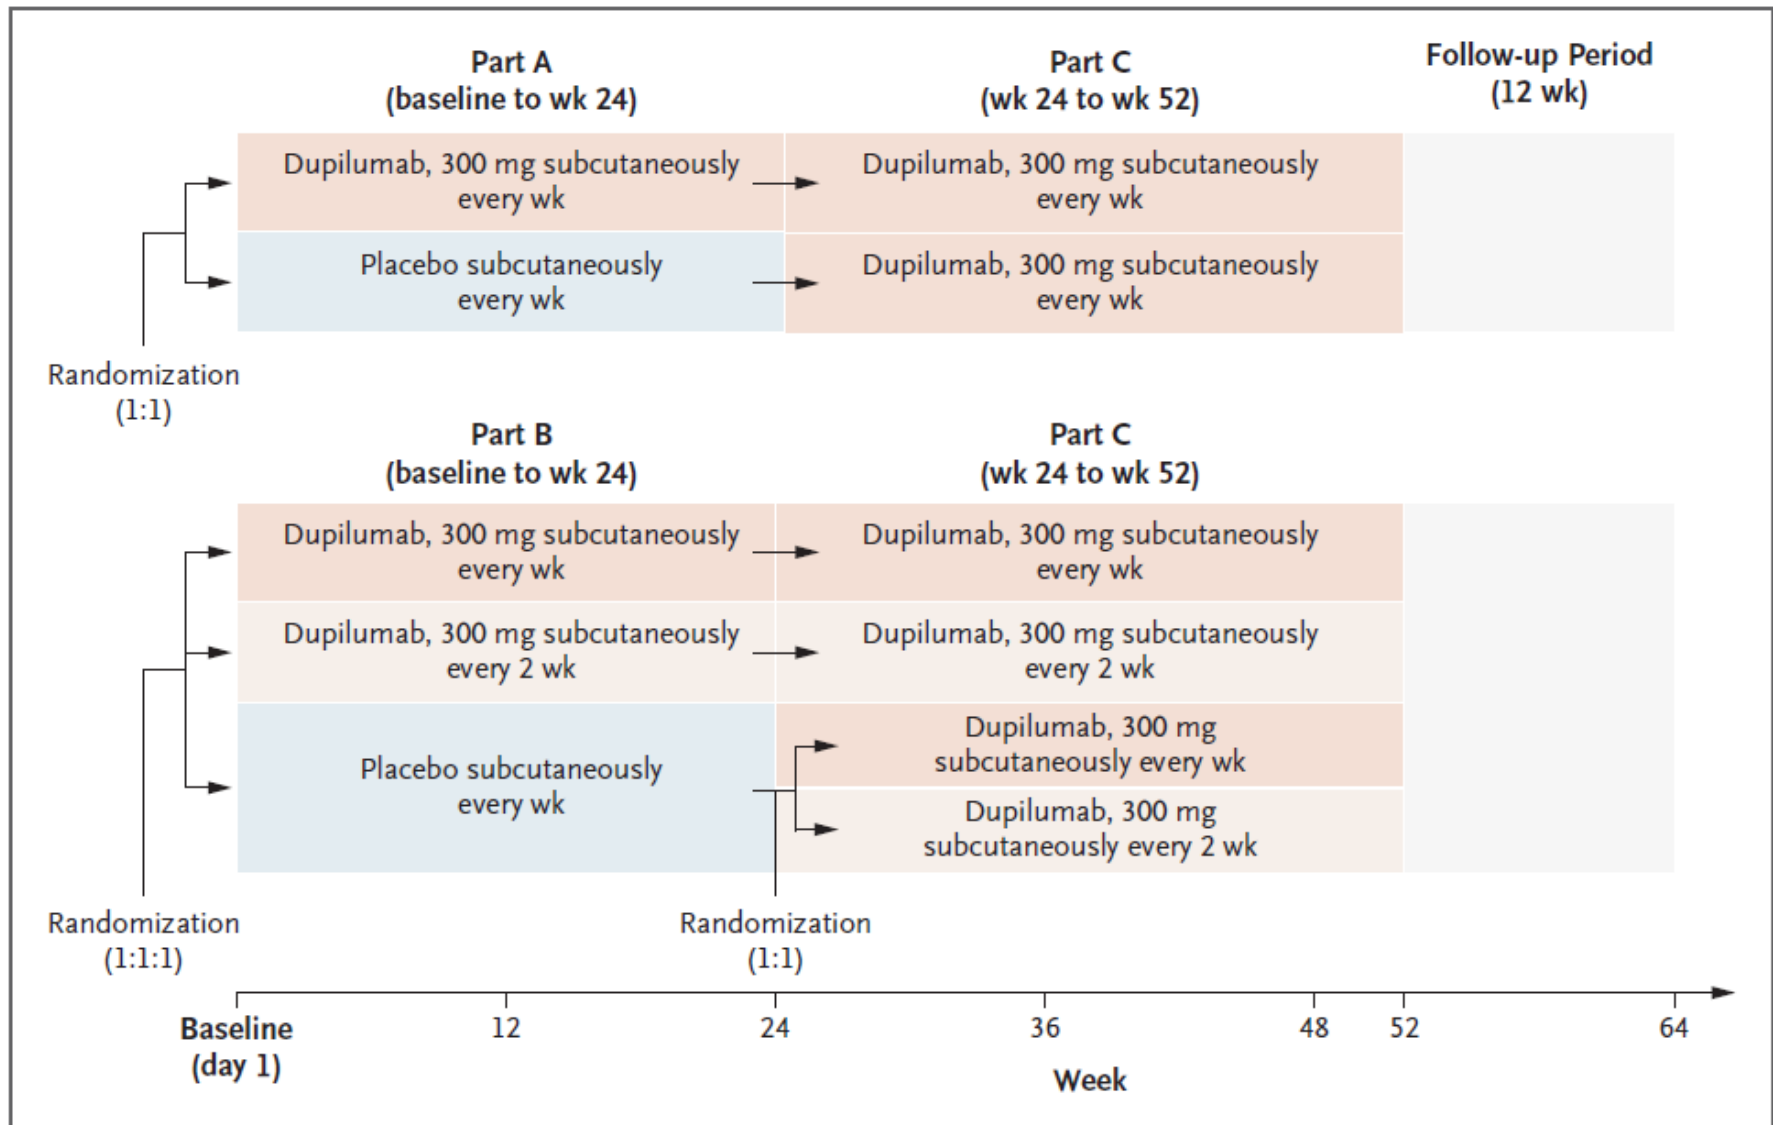 Part A
(baseline to wk 24)
Part C
(wk 24 to wk 52)
Follow-up Period
(12 wk)
Dupilumab, 300 mg subcutaneously
every wk
Dupilumab, 300 mg subcutaneously
every wk
Placebo subcutaneously
every wk
Dupilumab, 300 mg subcutaneously
every wk
Randomization
(1:1)
Part B
(baseline to wk 24)
Part C
(wk 24 to wk 52)
Dupilumab, 300 mg subcutaneously
every wk
Dupilumab, 300 mg subcutaneously
every wk
Dupilumab, 300 mg subcutaneously
every 2 wk
Dupilumab, 300 mg subcutaneously
every 2 wk
Placebo subcutaneously
every wk
Dupilumab, 300 mg
subcutaneously every wk
Dupilumab, 300 mg
subcutaneously every 2 wk
Randomization
(1:1:1)
Randomization
(1:1)
Baseline
(day 1)
12
24
36
48
52
64
Week